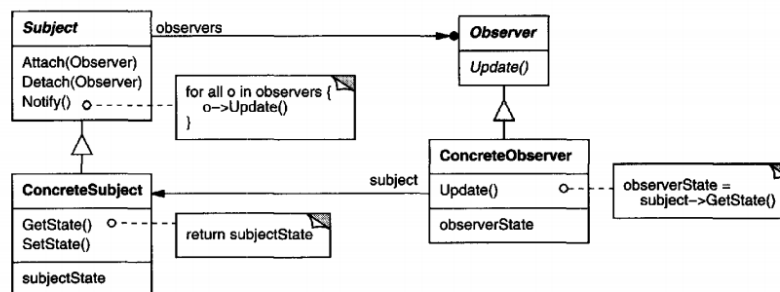 Subject
observers
Observer
Attach(Observer)
Detach(Observer)
Notify()
for all o in observers {
o->Update()
}
Update()
ConcreteSubject
GetState()
SetState()
subjectState
return subjectState
subject
ConcreteObserver
Update()
observerState
observerState =
subject->GetState()